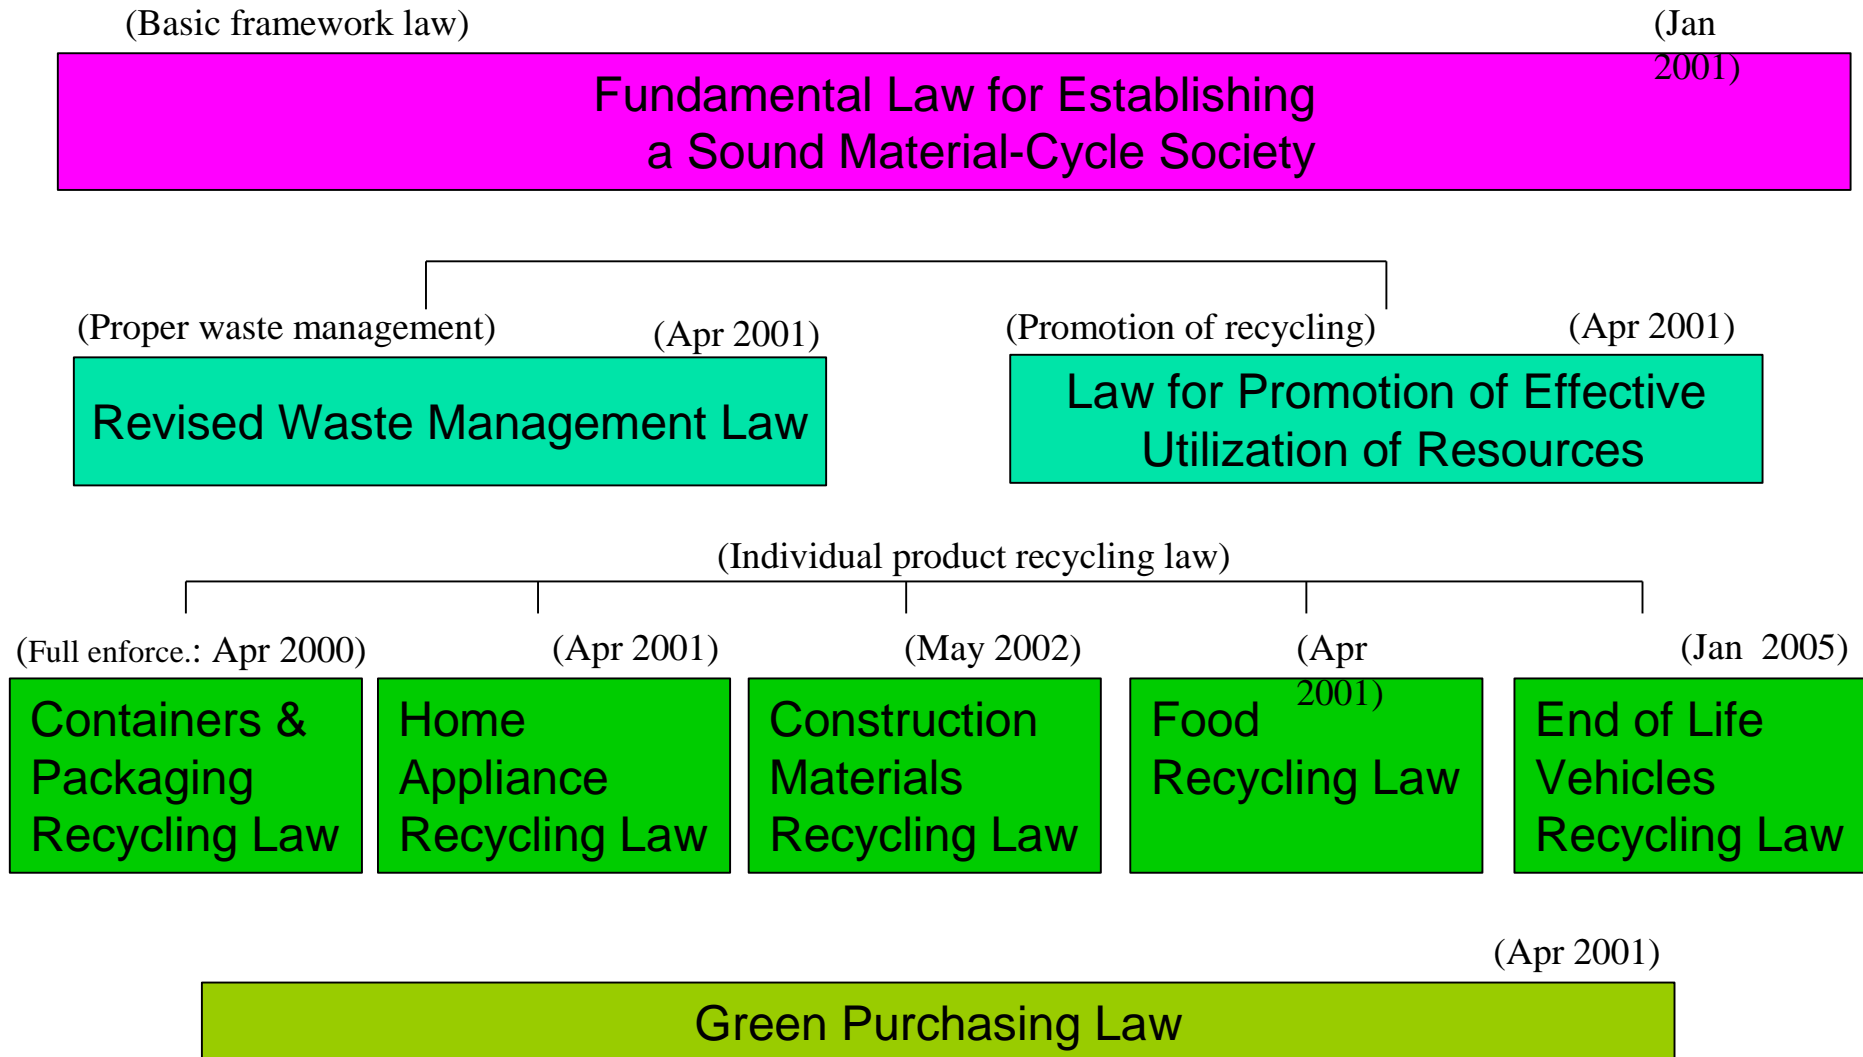 (Basic framework law)
(Jan
2001)
Fundamental Law for Establishing
a Sound Material-Cycle Society
(Proper waste management)
(Apr 2001)
Revised Waste Management Law
(Promotion of recycling)
(Apr 2001)
Law for Promotion of Effective
Utilization of Resources
(Individual product recycling law)
(Full enforce.: Apr 2000)
Containers &
Packaging
Recycling Law
(Apr 2001)
Home
Appliance
Recycling Law
(May 2002)
Construction
Materials
Recycling Law
(Apr
2001)
Food
Recycling Law
(Jan 2005)
End of Life
Vehicles
Recycling Law
(Apr 2001)
Green Purchasing Law